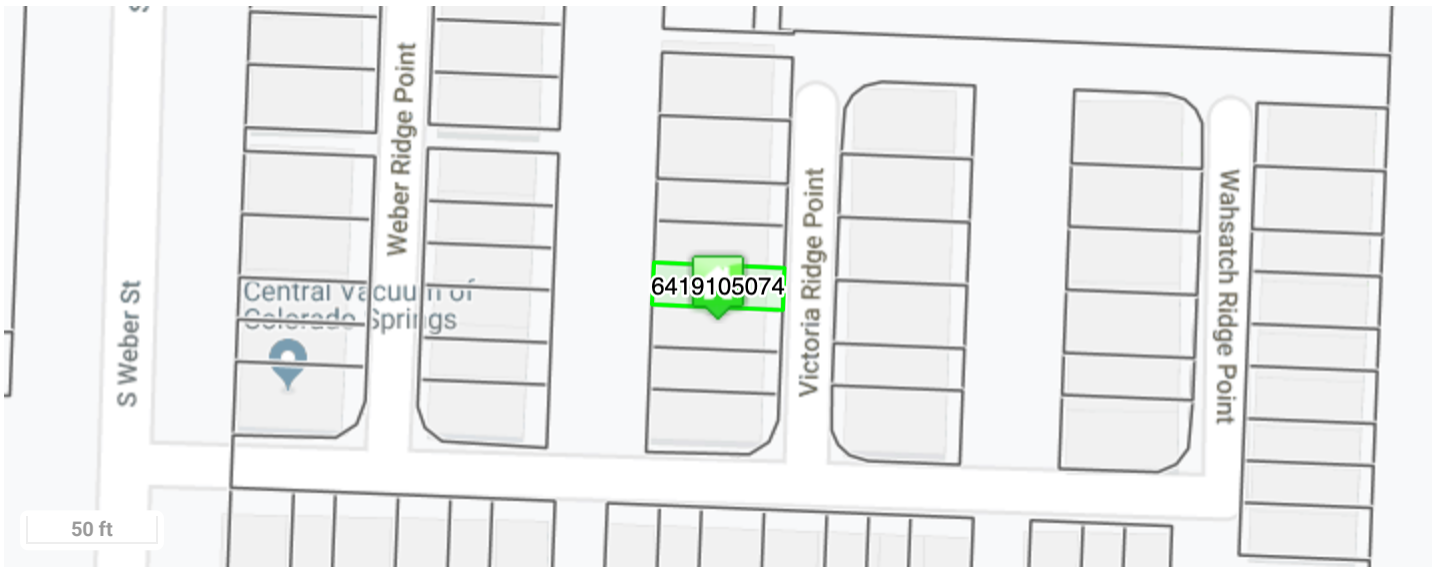 Weber Ridge Point
Central Vacuum of
Colorado Springs
S Weber St
6419105074
Victoria Ridge Point
Wahsatch Ridge Point
50 ft